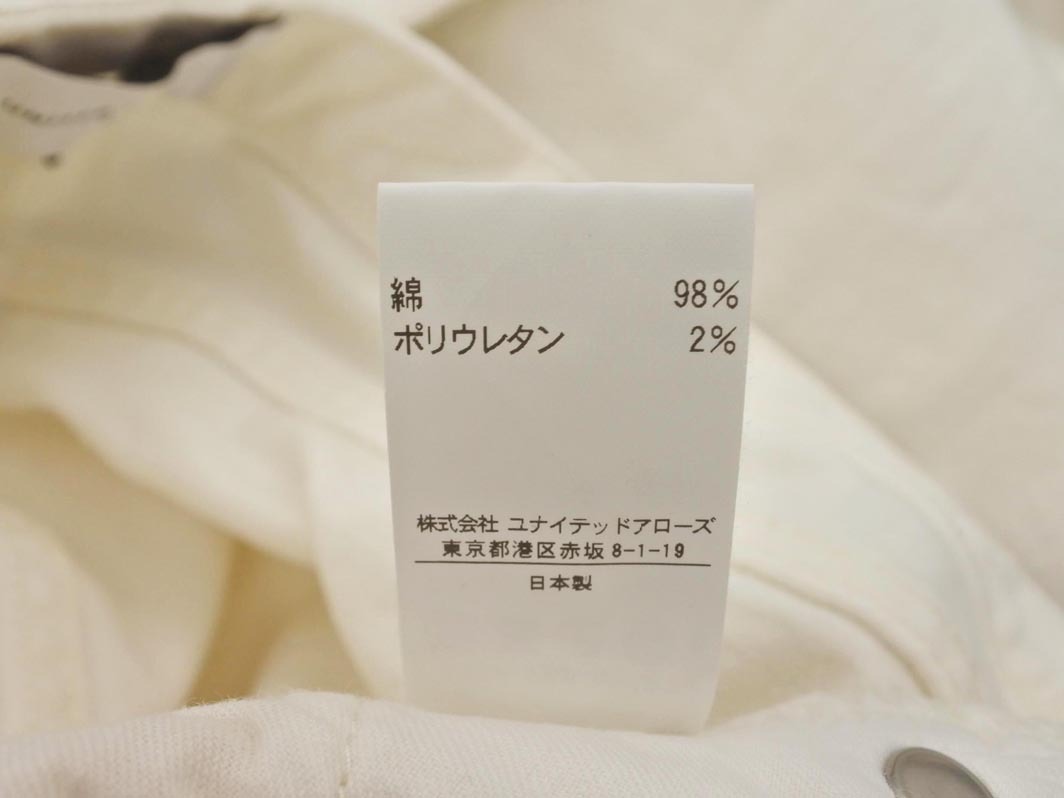 綿 98%
ポリウレタン 2%
株式会社 ユナイテッドアローズ
東京都港区赤坂8-1-19
日本製